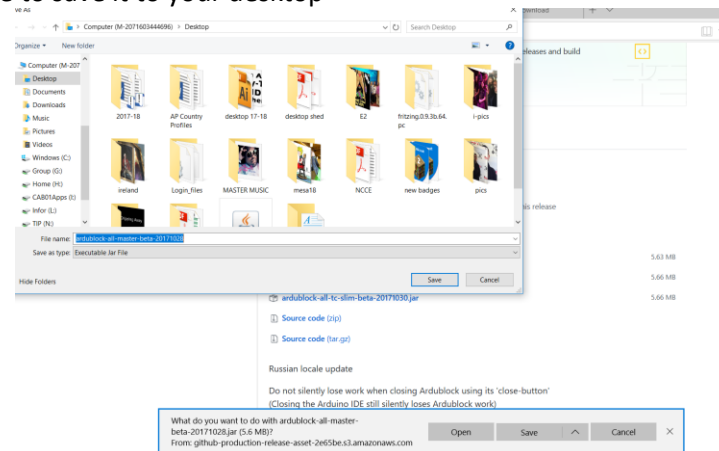 to save it to your desktop
ve As
Computer (M-2071603444696) > Desktop
Search Desktop
Organize
New folder
?
Computer (M-207
Desktop
Documents
Downloads
Music
Pictures
Videos
Windows (C:)
Group (G:)
Home (H:)
CAB01Apps (I:)
Infor (L:)
TIP (N:)
2017-18
AP Country Profiles
desktop 17-18
desktop shed
E2
fritzing.0.9.3b.64.pc
i-pics
ireland
Login_files
MASTER MUSIC
mesa18
NCCE
new badges
pics
File name: ardublock-all-master-beta-20171028
Save as type: Executable Jar File
Hide Folders
Save
Cancel
ownload
eleases and build
his release
5.63 MB
5.66 MB
ardublock-all-tc-slim-beta-20171030.jar
5.66 MB
Source code (zip)
Source code (tar.gz)
Russian locale update
Do not silently lose work when closing Ardublock using its 'close-button'
(Closing the Arduino IDE still silently loses Ardublock work)
What do you want to do with ardublock-all-master-
beta-20171028.jar (5.6 MB)?
From: github-production-release-asset-2e65be.s3.amazonaws.com
Open
Save
Cancel